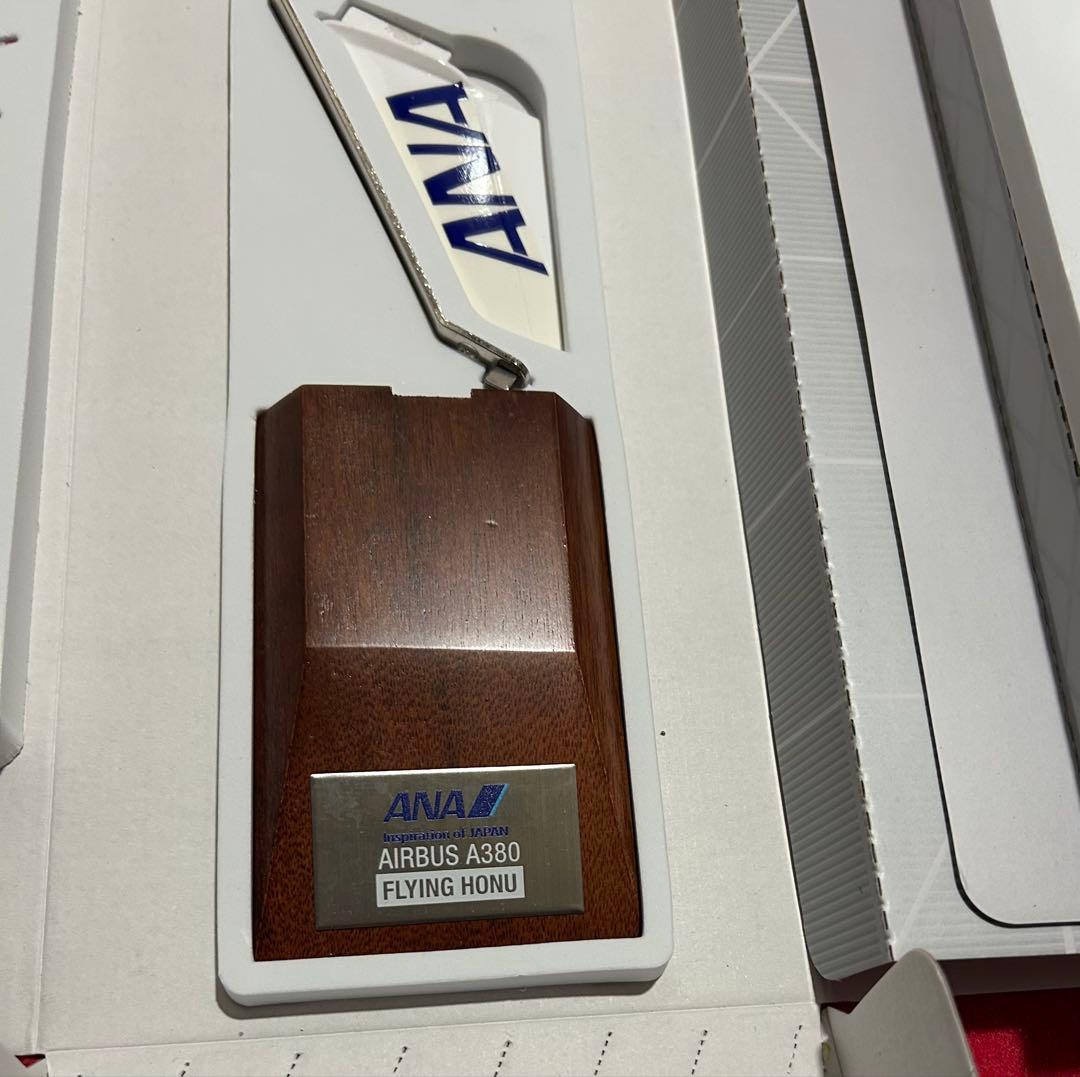 ANA
ANA
Inspiration of JAPAN
AIRBUS A380
FLYING HONU